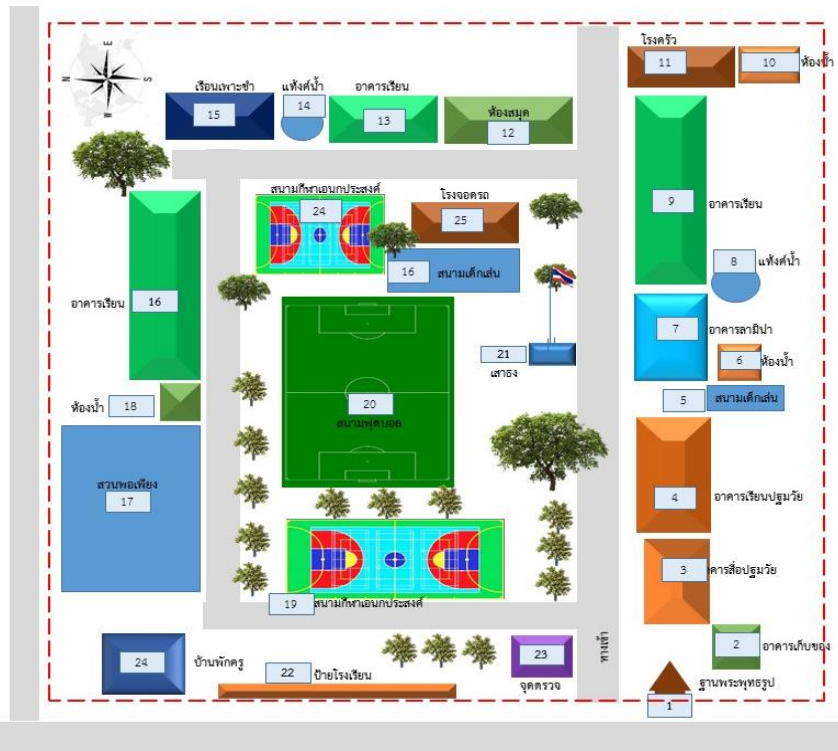 โรงครัว
11
10 ห้องน้ำ
E
N
S
W
เรือนเพาะชำ
15
แท้งค์น้ำ
14
อาคารเรียน
13
ห้องสมุด
12
สนามกีฬาเอนกประสงค์
24
โรงจอดรถ
25
9 อาคารเรียน
16 สนามเด็กเล่น
8 แท้งค์น้ำ
อาคารเรียน 16
7 อาคารลามิปา
21
เสาธง
6 ห้องน้ำ
5 สนามเด็กเล่น
ห้องน้ำ 18
20
สนามฟุตบอล
สวนพอเพียง
17
4 อาคารเรียนปฐมวัย
3 คารสื่อปฐมวัย
19 สนามกีฬาเอนกประสงค์
2 อาคารเก็บของ
24 บ้านพักครู
22 ป้ายโรงเรียน
23
จุดตรวจ
ทางเข้า
ฐานพระพุทธรูป
1